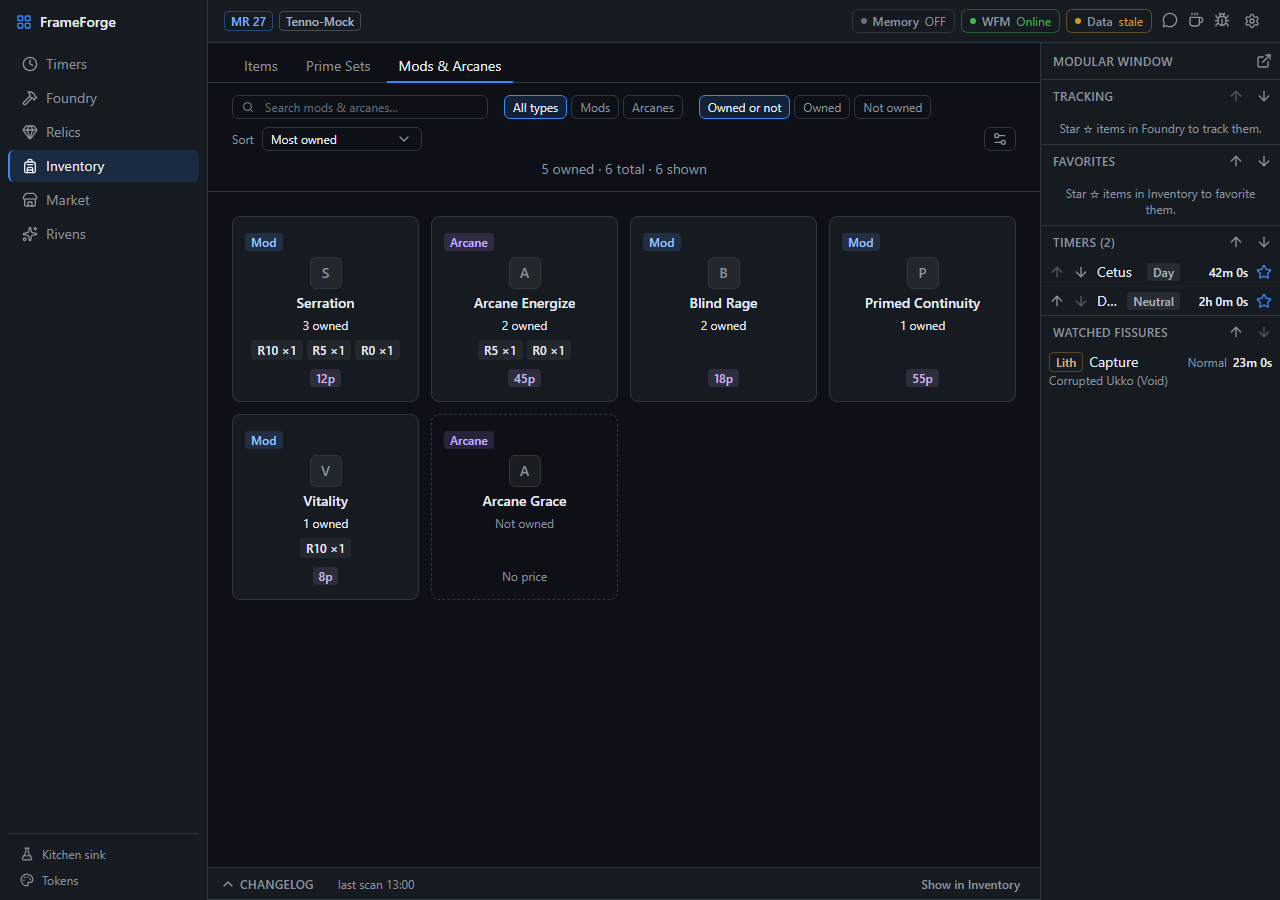 FrameForge
MR 27
Tenno-Mock
Memory OFF
WFM Online
Data stale
Timers
Foundry
Relics
Inventory
Market
Rivens
Kitchen sink
Tokens
Items
Prime Sets
Mods & Arcanes
Search mods & arcanes...
All types
Mods
Arcanes
Owned or not
Owned
Not owned
Sort
Most owned
5 owned · 6 total · 6 shown
Mod
S
Serration
3 owned
R10 ×1 R5 ×1 R0 ×1
12p
Arcane
A
Arcane Energize
2 owned
R5 ×1 R0 ×1
45p
Mod
B
Blind Rage
2 owned
18p
Mod
P
Primed Continuity
1 owned
55p
Mod
V
Vitality
1 owned
R10 ×1
8p
Arcane
A
Arcane Grace
Not owned
No price
CHANGELOG
last scan 13:00
Show in Inventory
MODULAR WINDOW
TRACKING
Star ☆ items in Foundry to track them.
FAVORITES
Star ☆ items in Inventory to favorite
them.
TIMERS (2)
Cetus Day 42m 0s
D... Neutral 2h 0m 0s
WATCHED FISSURES
Lith Capture Normal 23m 0s
Corrupted Ukko (Void)